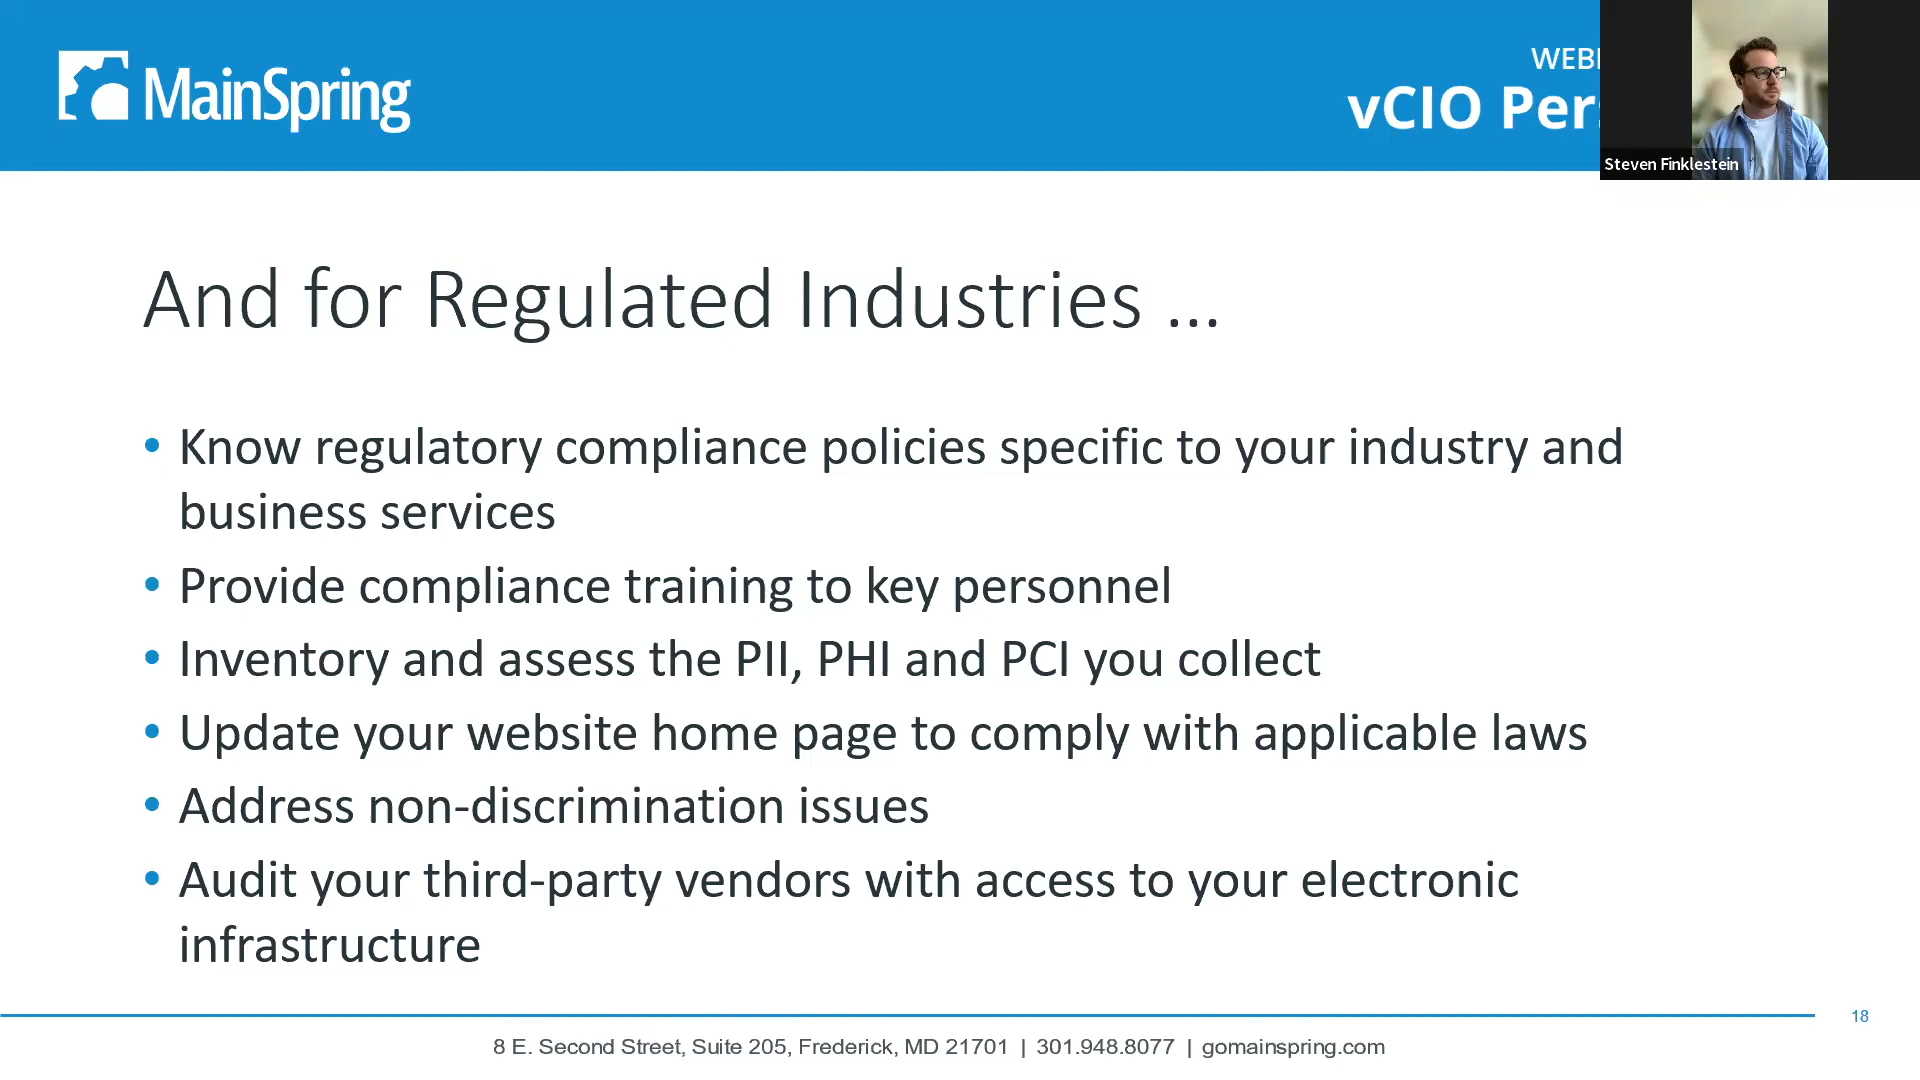 MainSpring
WEB
vCIO Per
Steven Finklestein
And for Regulated Industries ...
• Know regulatory compliance policies specific to your industry and
business services
• Provide compliance training to key personnel
• Inventory and assess the PII, PHI and PCI you collect
• Update your website home page to comply with applicable laws
• Address non-discrimination issues
• Audit your third-party vendors with access to your electronic
infrastructure
18
8 E. Second Street, Suite 205, Frederick, MD 21701 | 301.948.8077 | gomainspring.com